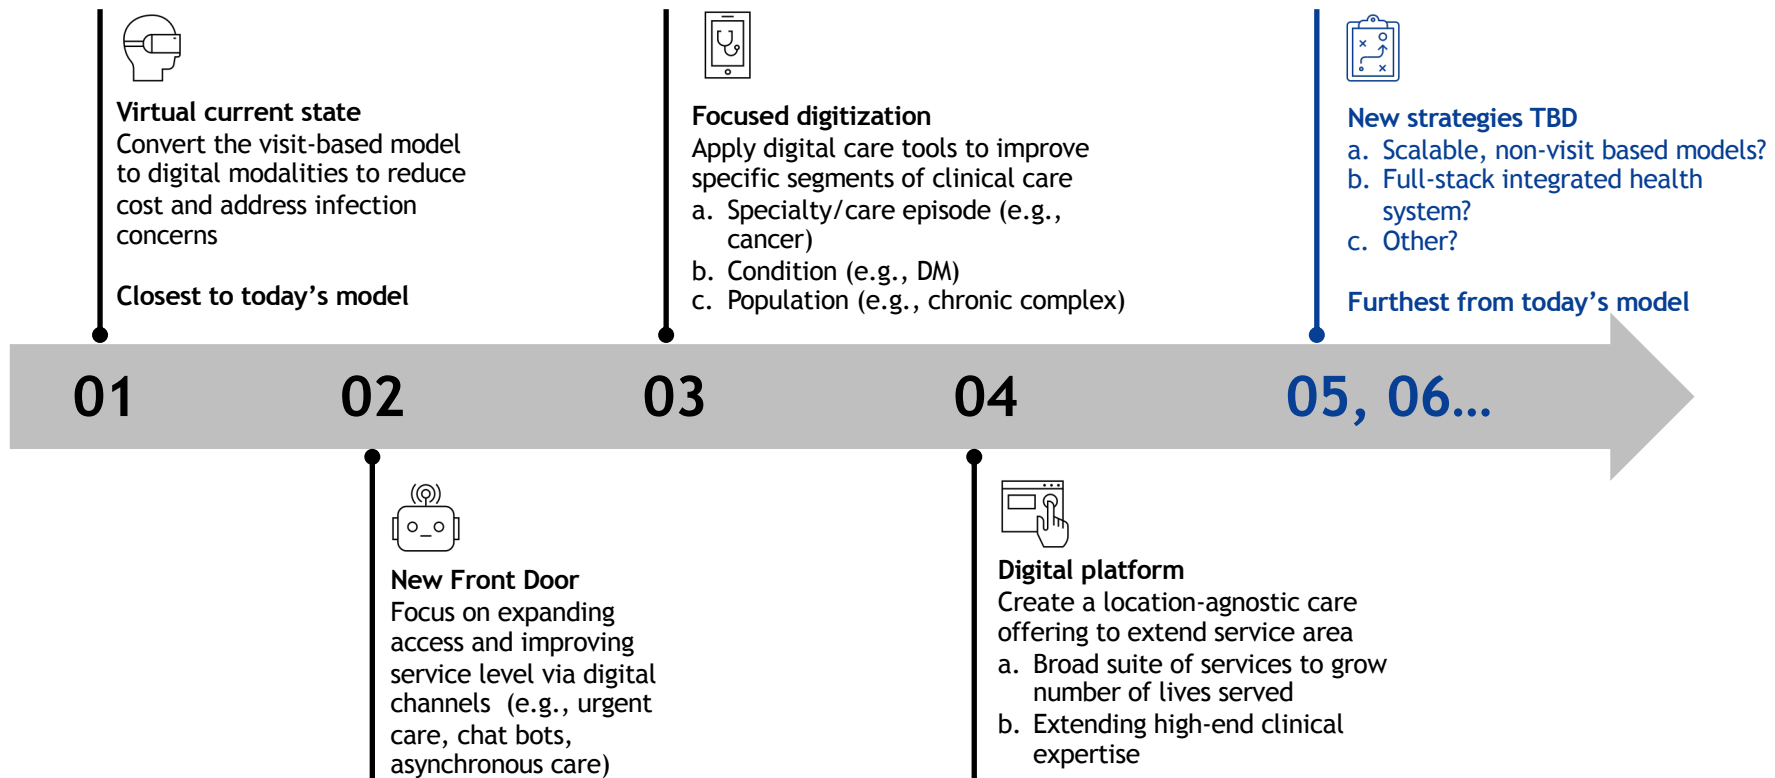 Virtual current state
Convert the visit-based model
to digital modalities to reduce
cost and address infection
concerns
Closest to today’s model
Focused digitization
Apply digital care tools to improve
specific segments of clinical care
a. Specialty/care episode (e.g.,
cancer)
b. Condition (e.g., DM)
c. Population (e.g., chronic complex)
New strategies TBD
a. Scalable, non-visit based models?
b. Full-stack integrated health
system?
c. Other?
Furthest from today’s model
01
02
03
04
05, 06…
New Front Door
Focus on expanding
access and improving
service level via digital
channels  (e.g., urgent
care, chat bots,
asynchronous care)
Digital platform
Create a location-agnostic care
offering to extend service area
a. Broad suite of services to grow
number of lives served
b. Extending high-end clinical
expertise